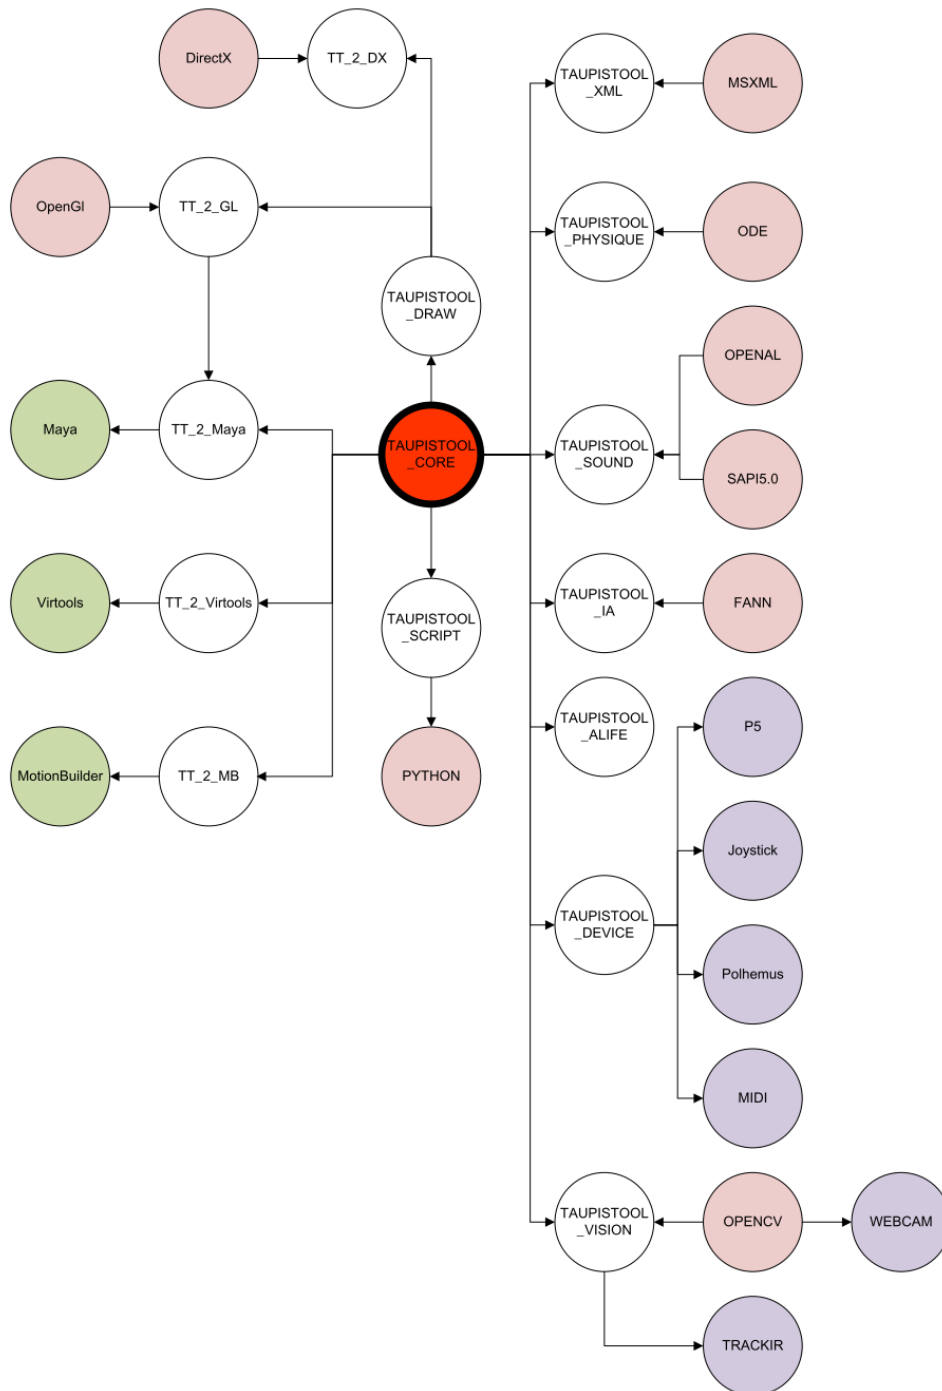 DirectX
TT_2_DX
TAUPISTOOL
_XML
MSXML
OpenGl
TT_2_GL
TAUPISTOOL
_PHYSIQUE
ODE
TAUPISTOOL
_DRAW
OPENAL
Maya
TT_2_Maya
TAUPISTOOL
_CORE
TAUPISTOOL
_SOUND
SAPI5.0
Virtools
TT_2_Virtools
TAUPISTOOL
_SCRIPT
TAUPISTOOL
_IA
FANN
MotionBuilder
TT_2_MB
PYTHON
TAUPISTOOL
_ALIFE
P5
Joystick
TAUPISTOOL
_DEVICE
Polhemus
MIDI
TAUPISTOOL
_VISION
OPENCV
WEBCAM
TRACKIR